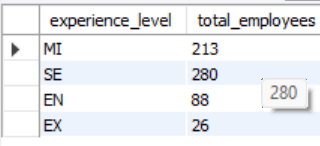 experience_level total_employees
MI 213
SE 280
EN 88
280
EX 26